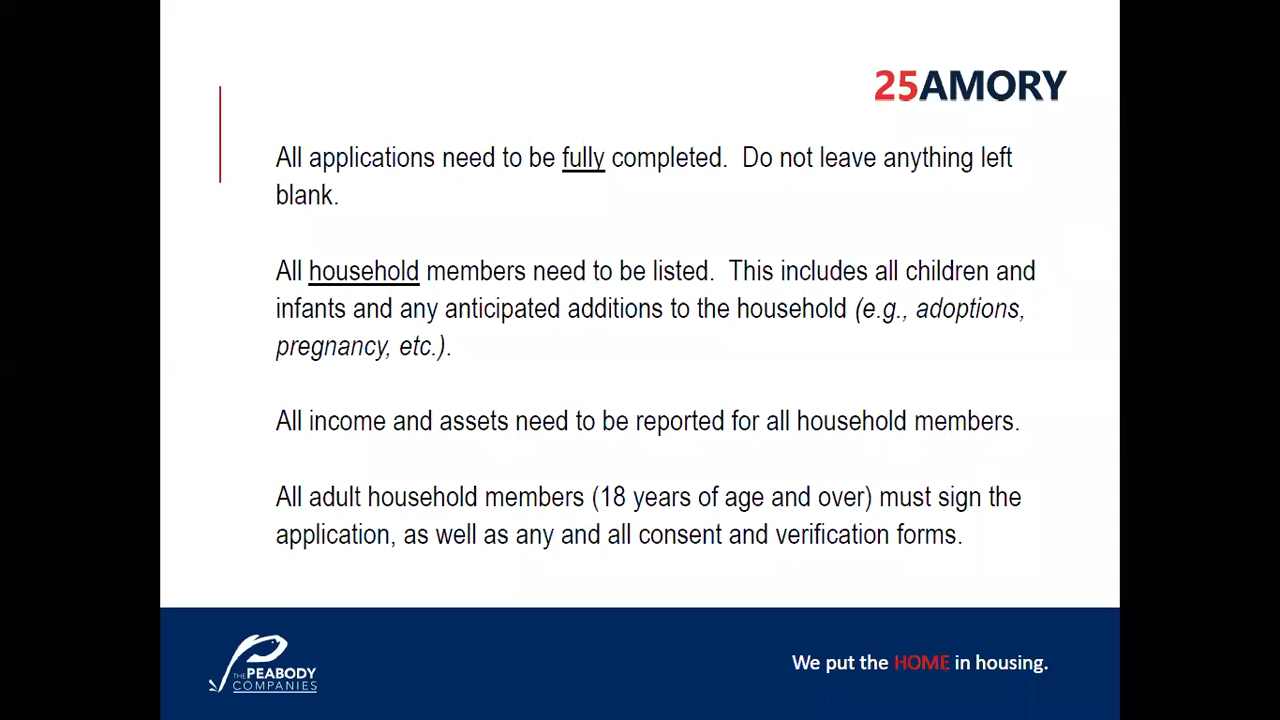 25AMORY
All applications need to be fully completed.  Do not leave anything left
blank.
All household members need to be listed.  This includes all children and
infants and any anticipated additions to the household (e.g., adoptions,
pregnancy, etc.).
All income and assets need to be reported for all household members.
All adult household members (18 years of age and over) must sign the
application, as well as any and all consent and verification forms.
THE PEABODY
COMPANIES
We put the HOME in housing.